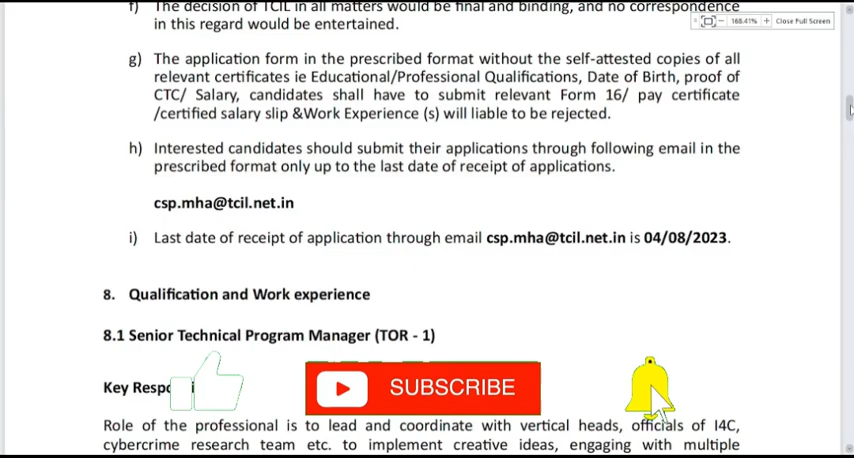 f) The decision of TCIL in all matters would be final and binding, and no correspondence
in this regard would be entertained.
168.41%
Close Full Screen
g) The application form in the prescribed format without the self-attested copies of all
relevant certificates ie Educational/Professional Qualifications, Date of Birth, proof of
CTC/ Salary, candidates shall have to submit relevant Form 16/ pay certificate
/certified salary slip &Work Experience (s) will liable to be rejected.
h) Interested candidates should submit their applications through following email in the
prescribed format only up to the last date of receipt of applications.
csp.mha@tcil.net.in
i) Last date of receipt of application through email csp.mha@tcil.net.in is 04/08/2023.
8. Qualification and Work experience
8.1 Senior Technical Program Manager (TOR - 1)
Key
SUBSCRIBE
Role of the professional is to lead and coordinate with vertical heads, officials of I4C,
cybercrime research team etc. to implement creative ideas, engaging with multiple